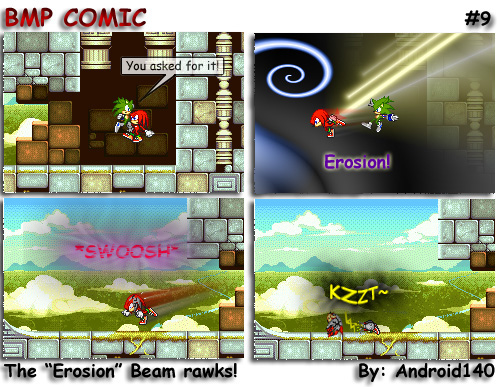 BMP COMIC
#9
You asked for it!
Erosion!
*SWOOSH*
KZZT~
The "Erosion" Beam rawks!
By: Android140